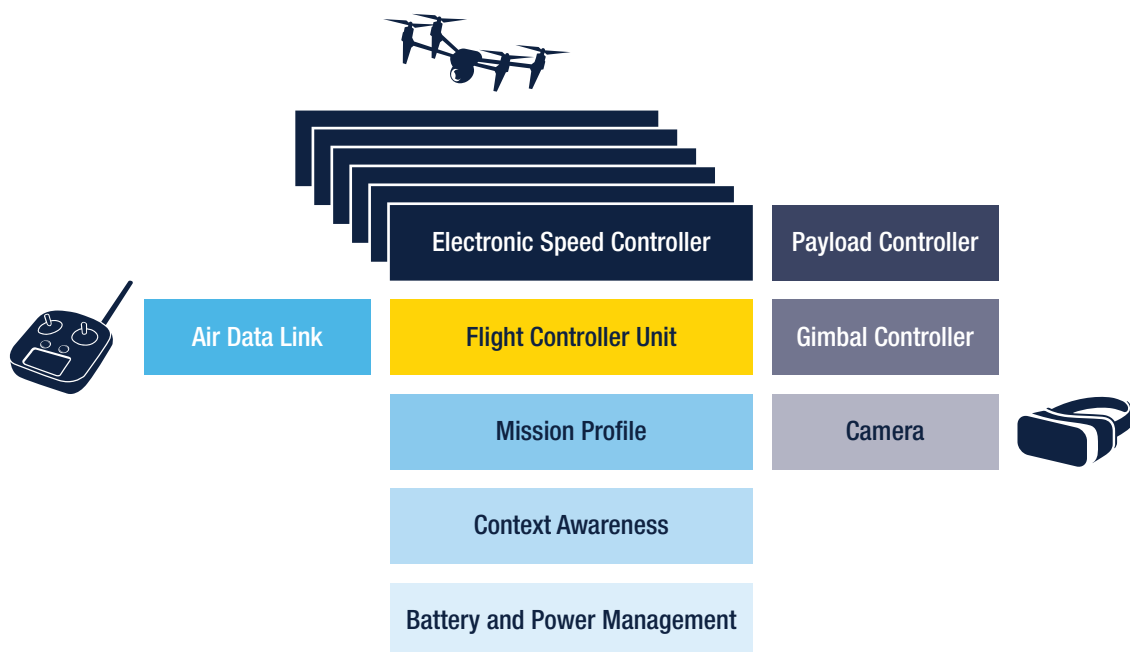 Electronic Speed Controller
Payload Controller
Air Data Link
Flight Controller Unit
Gimbal Controller
Mission Profile
Camera
Context Awareness
Battery and Power Management